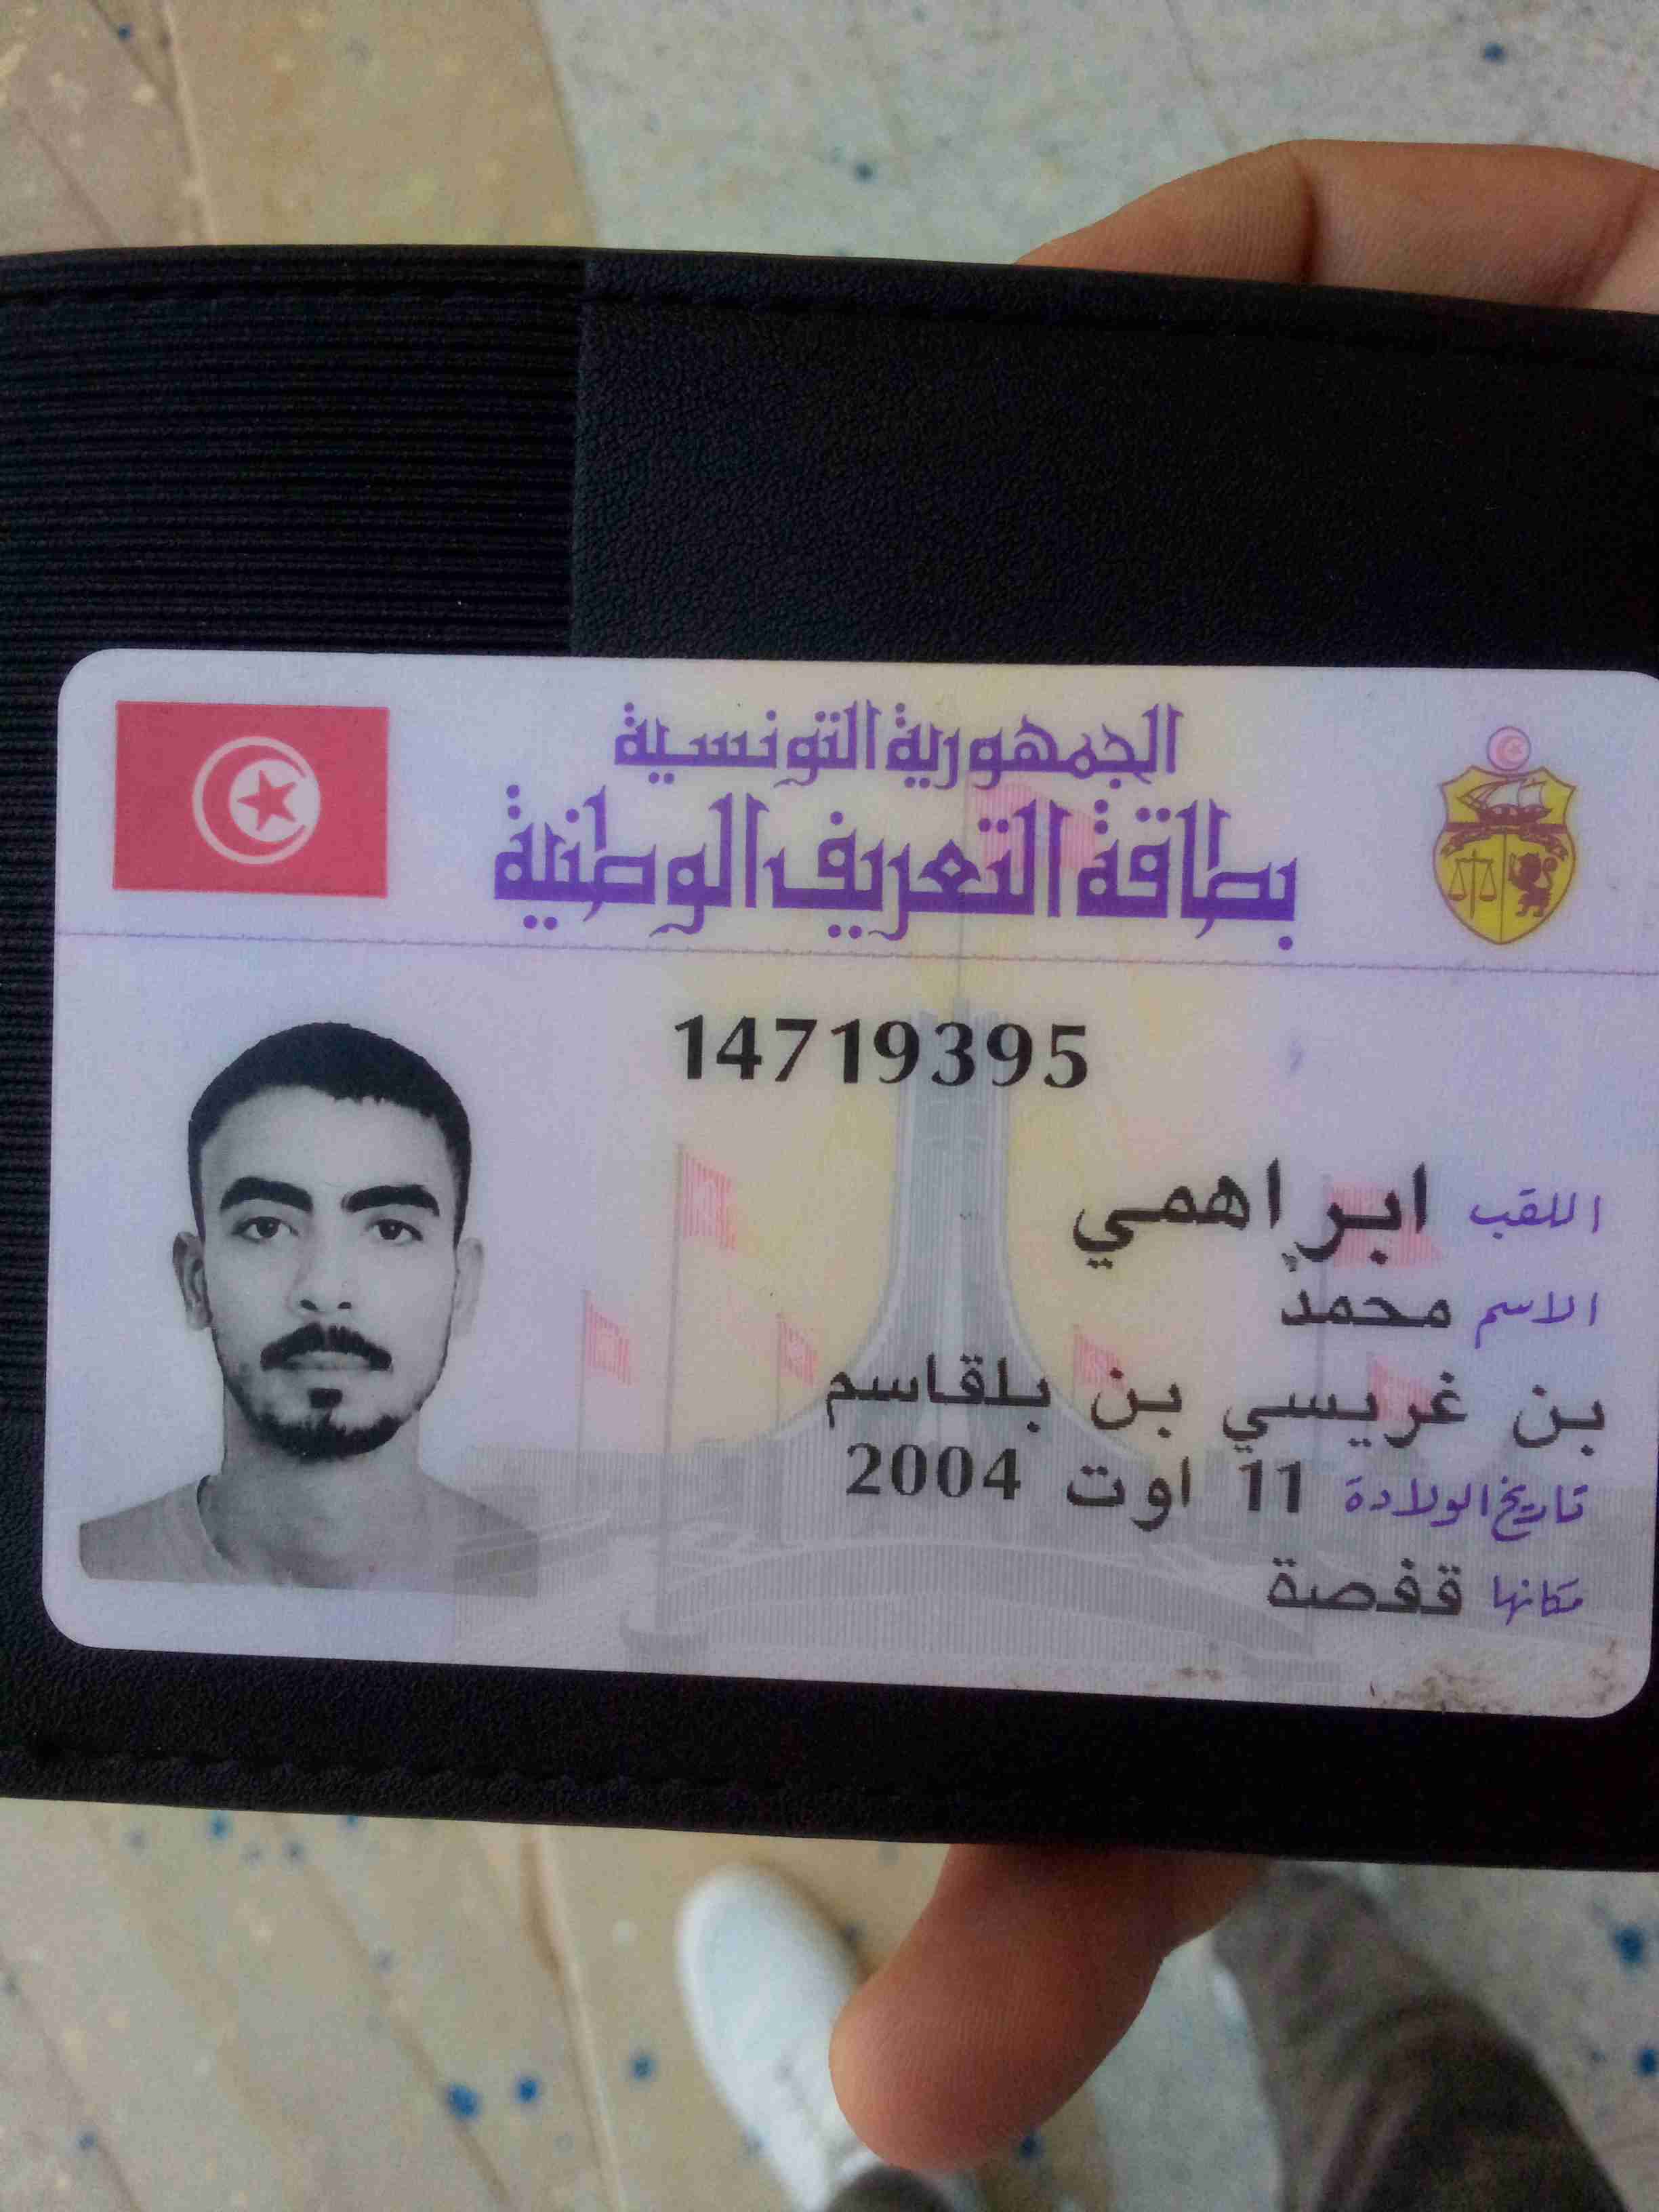 الجمهورية التونسية
بطاقة التعريف الوطنية
14719395
اللقب ابراهمي
الاسم محمد
بن غريسي بن بلقاسم
تاريخ الولادة 11 اوت 2004
مكانها قفصة